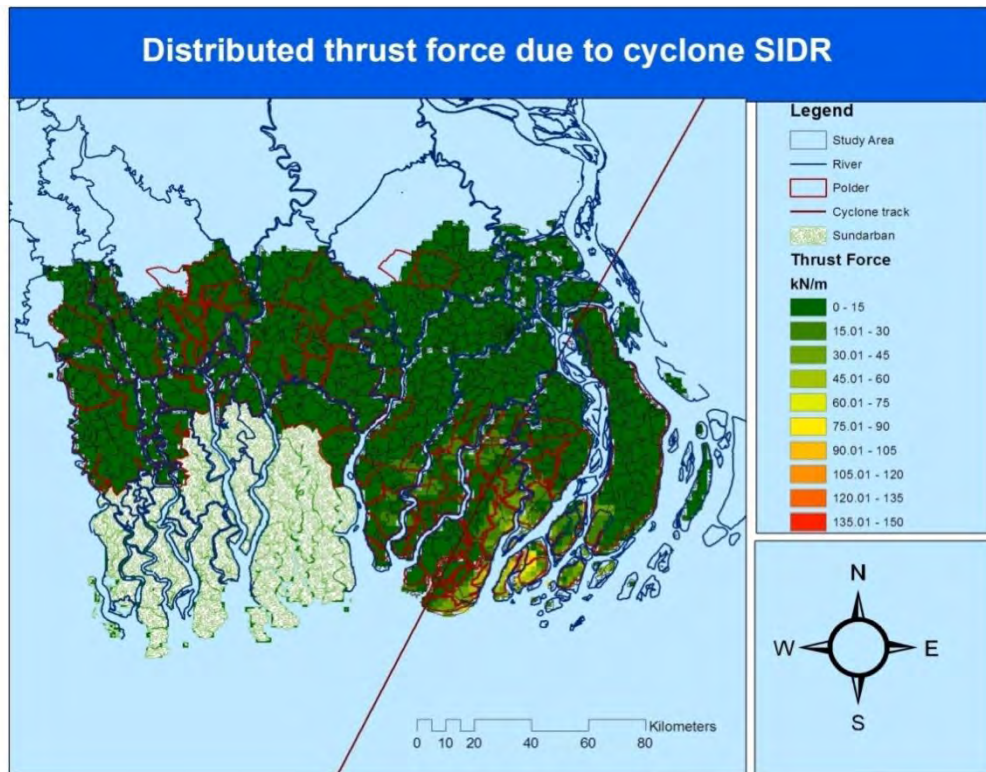 Distributed thrust force due to cyclone SIDR
Legend
Study Area
River
Polder
Cyclone track
Sundarban
Thrust Force
kN/m
0 - 15
15.01 - 30
30.01 - 45
45.01 - 60
60.01 - 75
75.01 - 90
90.01 - 105
105.01 - 120
120.01 - 135
135.01 - 150
N
W E
S
Kilometers
0 10 20 40 60 80